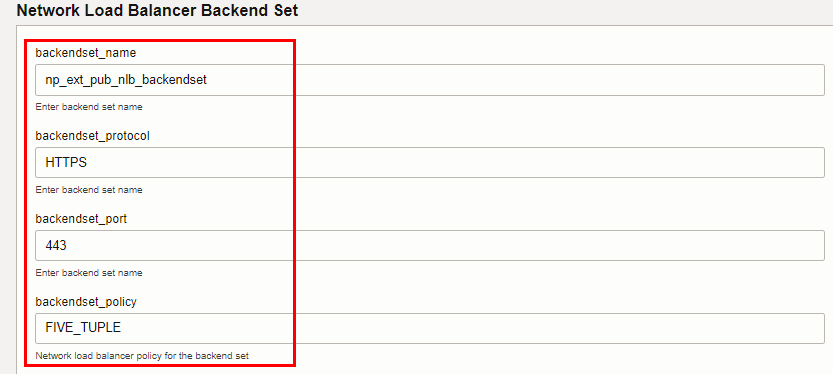 Network Load Balancer Backend Set
backendset_name
np_ext_pub_nlb_backendset
Enter backend set name
backendset_protocol
HTTPS
Enter backend set name
backendset_port
443
Enter backend set name
backendset_policy
FIVE_TUPLE
Network load balancer policy for the backend set